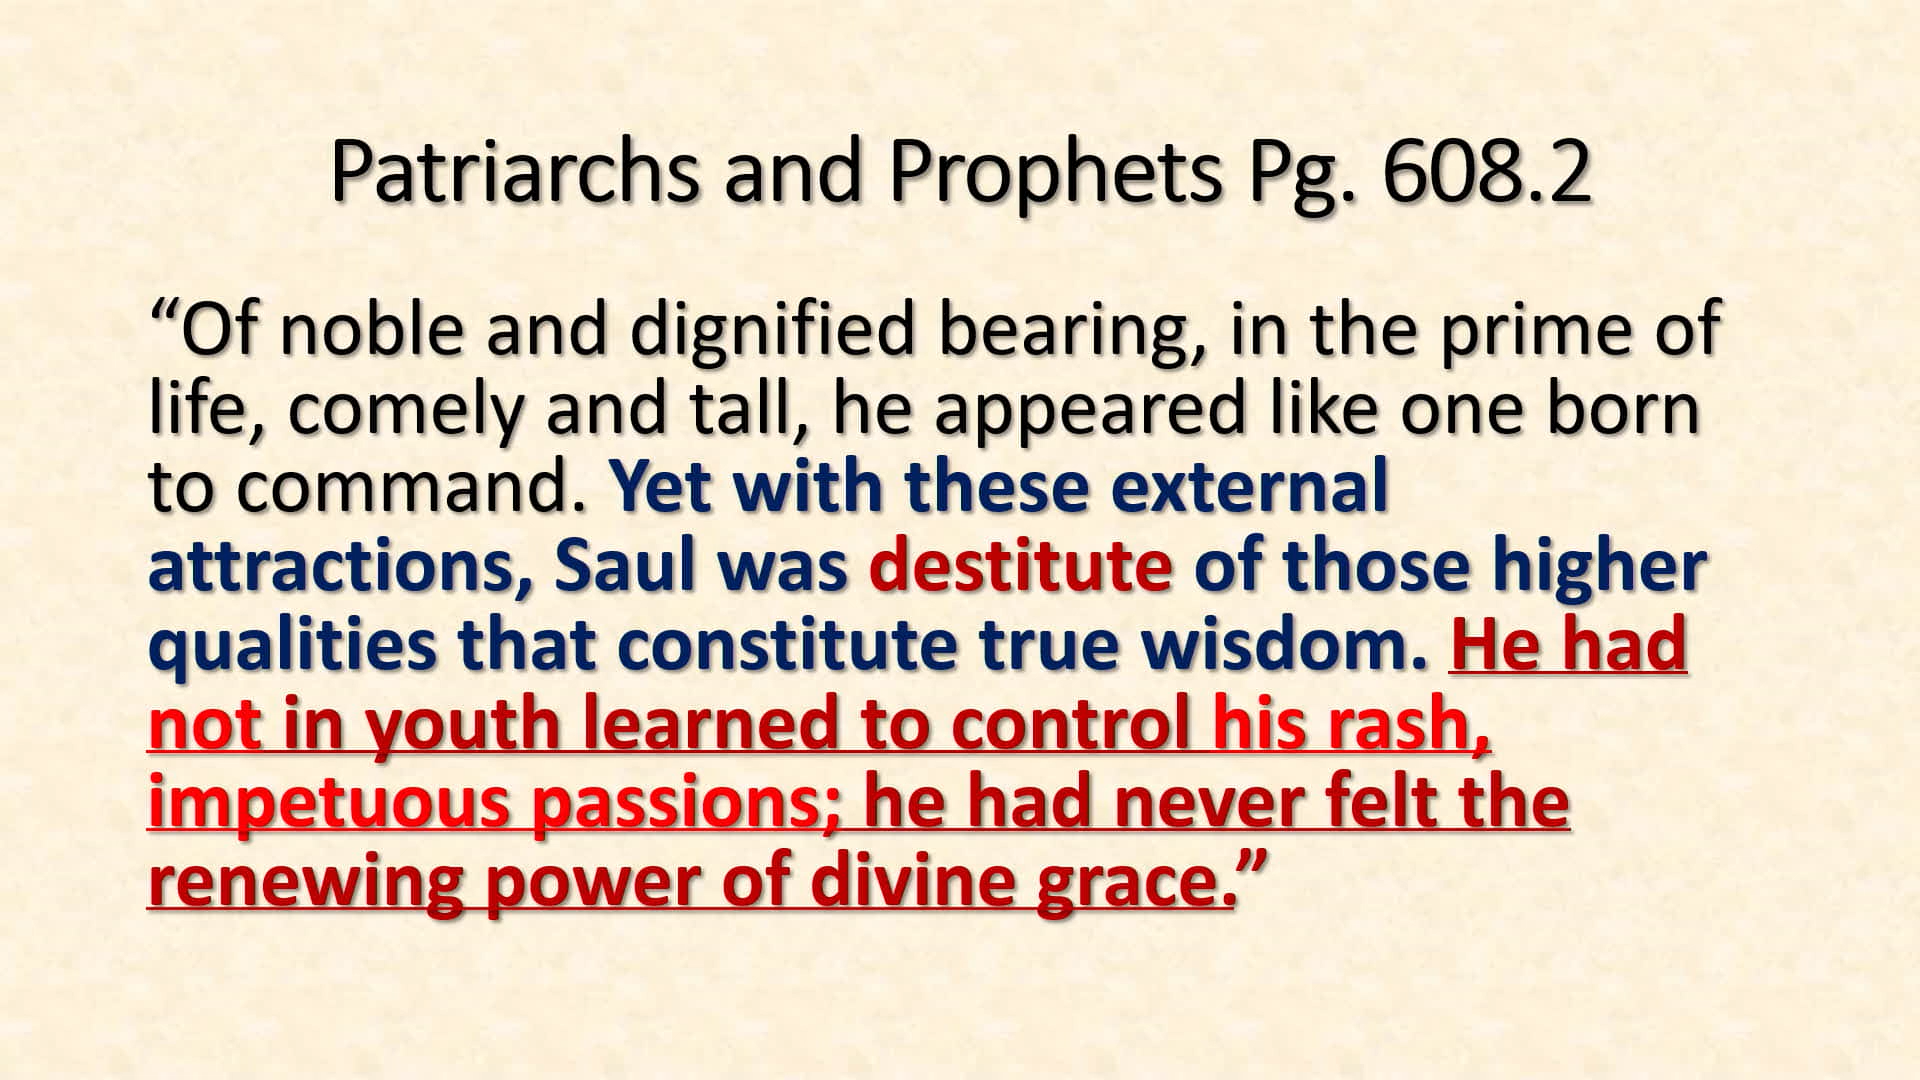 Patriarchs and Prophets Pg. 608.2
“Of noble and dignified bearing, in the prime of
life, comely and tall, he appeared like one born
to command. Yet with these external
attractions, Saul was destitute of those higher
qualities that constitute true wisdom. He had
not in youth learned to control his rash,
impetuous passions; he had never felt the
renewing power of divine grace.”